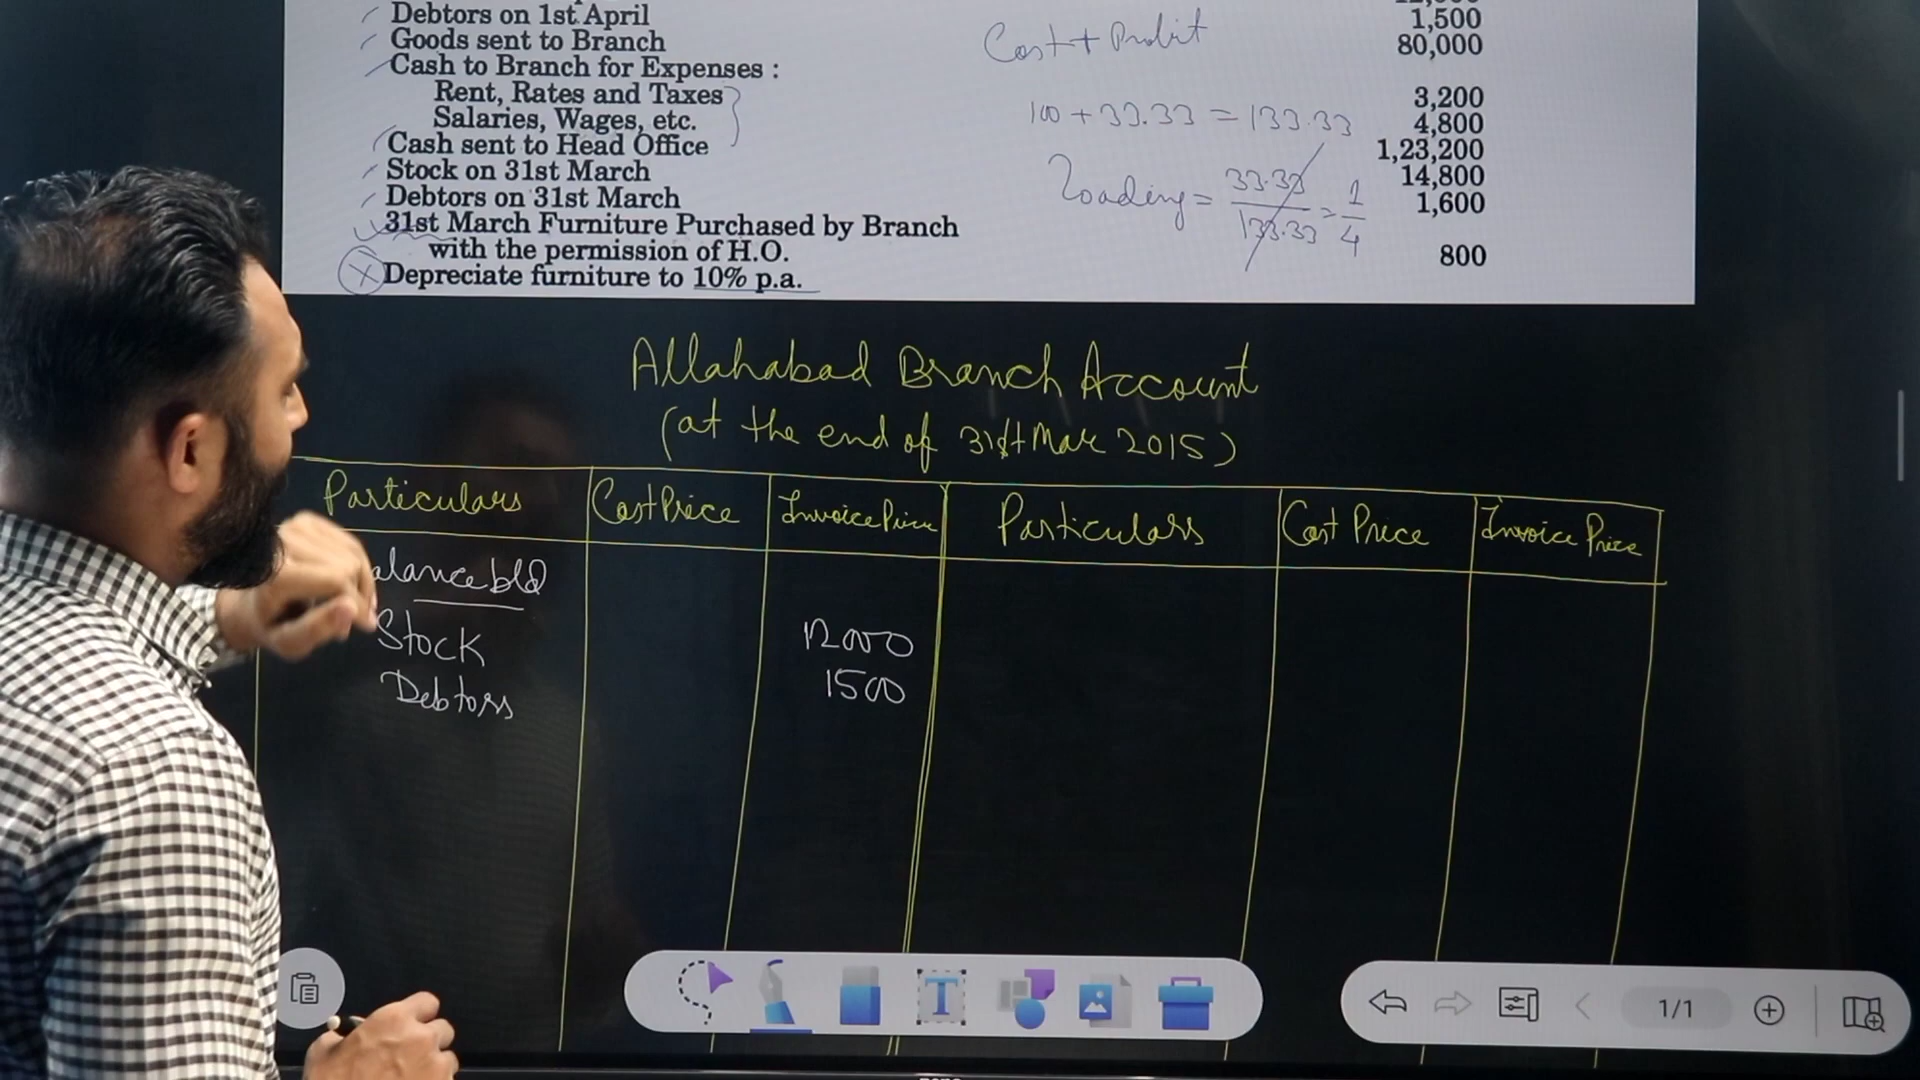 Debtors on 1st April 1,500
Goods sent to Branch 80,000
Cash to Branch for Expenses :
Rent, Rates and Taxes 3,200
Salaries, Wages, etc. 4,800
Cash sent to Head Office 1,23,200
Stock on 31st March 14,800
Debtors on 31st March 1,600
31st March Furniture Purchased by Branch
with the permission of H.O. 800
Depreciate furniture to 10% p.a.
Cost + Profit
100 + 33.33 = 133.33
Loading = 33.33/133.33 = 1/4
Allahabad Branch Account
(at the end of 31st Mar 2015)
Particulars Cost Price Invoice Price Particulars Cost Price Invoice Price
alance b/d
Stock 12000
Debtors 1500
T
1/1